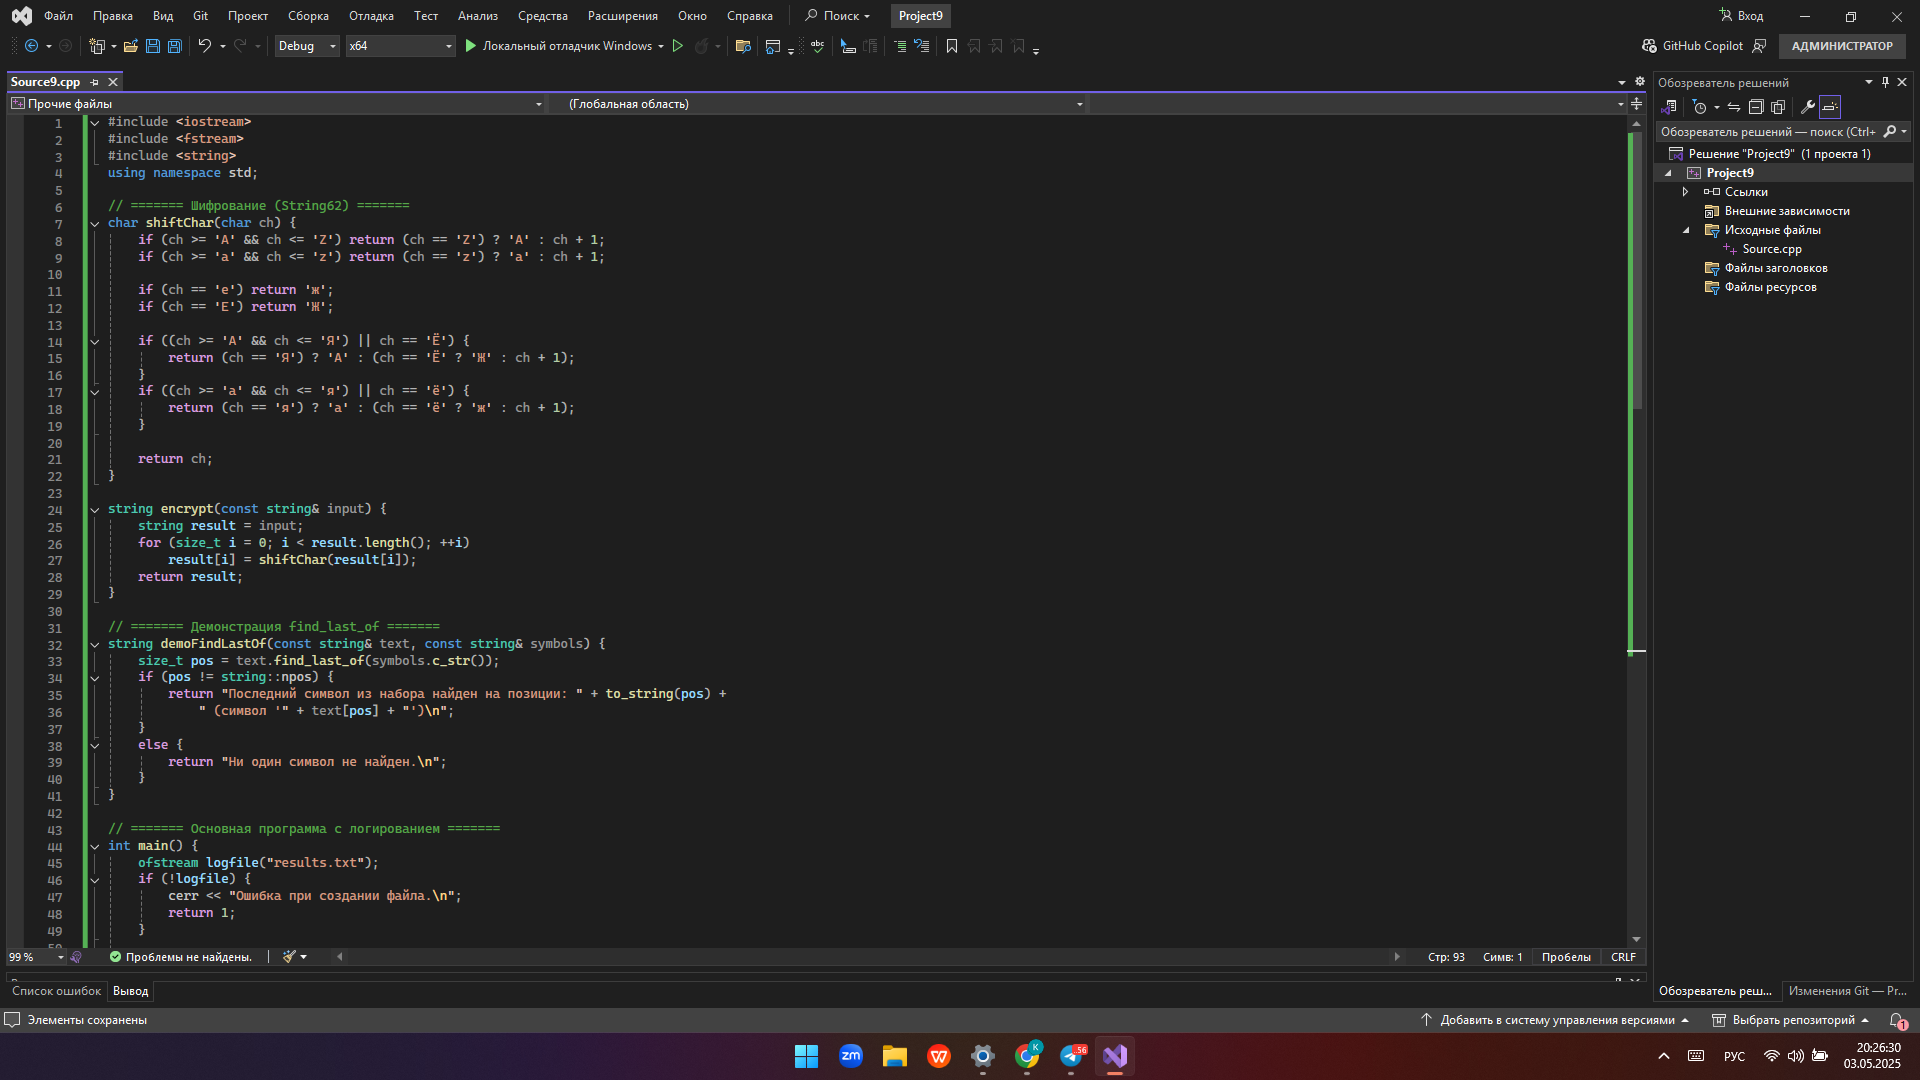 Файл Правка Вид Git Проект Сборка Отладка Тест Анализ Средства Расширения Окно Справка Поиск Project9 Вход
Debug x64 Локальный отладчик Windows GitHub Copilot АДМИНИСТРАТОР
Source9.cpp
Прочие файлы (Глобальная область)
1 #include <iostream>
2 #include <fstream>
3 #include <string>
4 using namespace std;
5
6 // ======= Шифрование (String62) =======
7 char shiftChar(char ch) {
8 if (ch >= 'A' && ch <= 'Z') return (ch == 'Z') ? 'A' : ch + 1;
9 if (ch >= 'a' && ch <= 'z') return (ch == 'z') ? 'a' : ch + 1;
10
11 if (ch == 'е') return 'ж';
12 if (ch == 'Е') return 'Ж';
13
14 if ((ch >= 'А' && ch <= 'Я') || ch == 'Ё') {
15 return (ch == 'Я') ? 'А' : (ch == 'Ё' ? 'Ж' : ch + 1);
16 }
17 if ((ch >= 'а' && ch <= 'я') || ch == 'ё') {
18 return (ch == 'я') ? 'а' : (ch == 'ё' ? 'ж' : ch + 1);
19 }
20
21 return ch;
22 }
23
24 string encrypt(const string& input) {
25 string result = input;
26 for (size_t i = 0; i < result.length(); ++i)
27 result[i] = shiftChar(result[i]);
28 return result;
29 }
30
31 // ======= Демонстрация find_last_of =======
32 string demoFindLastOf(const string& text, const string& symbols) {
33 size_t pos = text.find_last_of(symbols.c_str());
34 if (pos != string::npos) {
35 return "Последний символ из набора найден на позиции: " + to_string(pos) +
36 " (символ '" + text[pos] + "')\n";
37 }
38 else {
39 return "Ни один символ не найден.\n";
40 }
41 }
42
43 // ======= Основная программа с логированием =======
44 int main() {
45 ofstream logfile("results.txt");
46 if (!logfile) {
47 cerr << "Ошибка при создании файла.\n";
48 return 1;
49 }
50
99 % Проблемы не найдены. Стр: 93 Симв: 1 Пробелы CRLF
Список ошибок Вывод
Обозреватель решений
Обозреватель решений — поиск (Ctrl+
Решение "Project9" (1 проекта 1)
Project9
Ссылки
Внешние зависимости
Исходные файлы
Source.cpp
Файлы заголовков
Файлы ресурсов
Обозреватель реш... Изменения Git — Pr...
Элементы сохранены Добавить в систему управления версиями Выбрать репозиторий 1
zm W K 56 РУС 20:26:30
03.05.2025